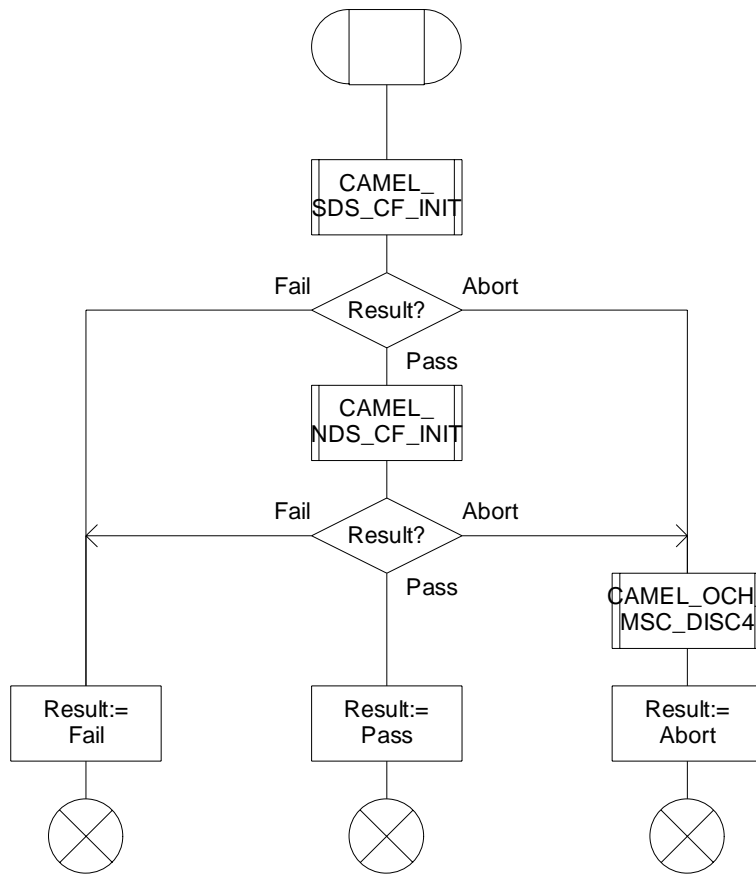 CAMEL_
SDS_CF_INIT
Fail
Abort
Result?
Pass
CAMEL_
NDS_CF_INIT
Fail
Abort
Result?
Pass
CAMEL_OCH_
MSC_DISC4
Result:=
Fail
Result:=
Pass
Result:=
Abort